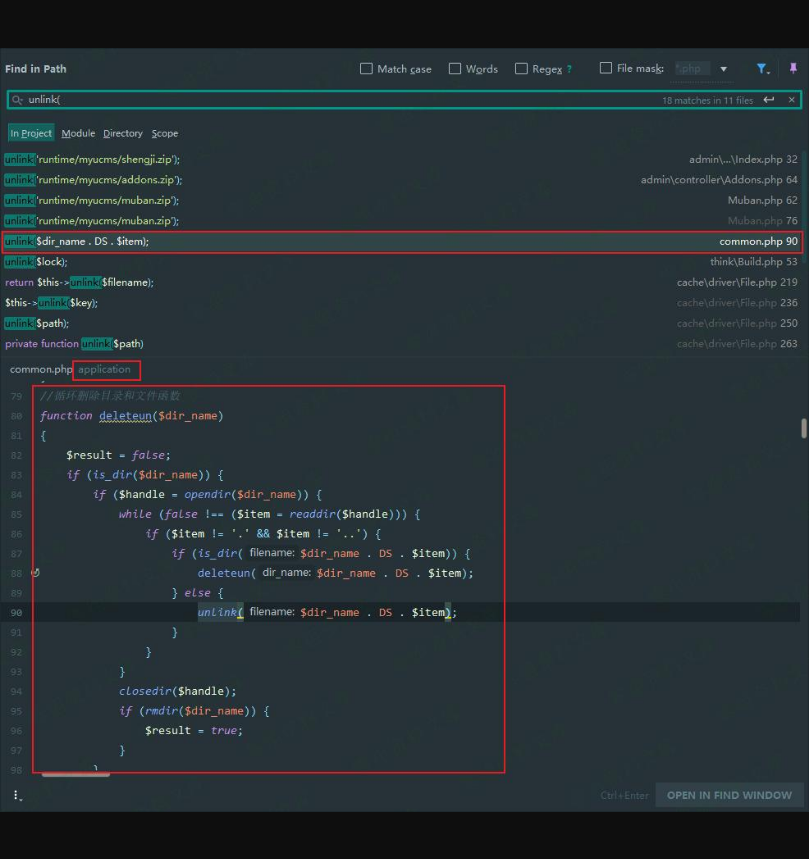 Find in Path Match case Words Regex ? File mask: *.php
unlink( 18 matches in 11 files
In Project Module Directory Scope
unlink('runtime/myucms/shengji.zip'); admin\...\Index.php 32
unlink('runtime/myucms/addons.zip'); admin\controller\Addons.php 64
unlink('runtime/myucms/muban.zip'); Muban.php 62
unlink('runtime/myucms/muban.zip'); Muban.php 76
unlink($dir_name . DS . $item); common.php 90
unlink($lock); think\Build.php 53
return $this->unlink($filename); cache\driver\File.php 219
$this->unlink($key); cache\driver\File.php 236
unlink($path); cache\driver\File.php 250
private function unlink($path) cache\driver\File.php 263
common.php application
79 //循环删除目录和文件函数
80 function deleteun($dir_name)
81 {
82 $result = false;
83 if (is_dir($dir_name)) {
84 if ($handle = opendir($dir_name)) {
85 while (false !== ($item = readdir($handle))) {
86 if ($item != '.' && $item != '..') {
87 if (is_dir( filename: $dir_name . DS . $item)) {
88 deleteun( dir_name: $dir_name . DS . $item);
89 } else {
90 unlink( filename: $dir_name . DS . $item);
91 }
92 }
93 }
94 closedir($handle);
95 if (rmdir($dir_name)) {
96 $result = true;
97 }
98 }
Ctrl+Enter OPEN IN FIND WINDOW